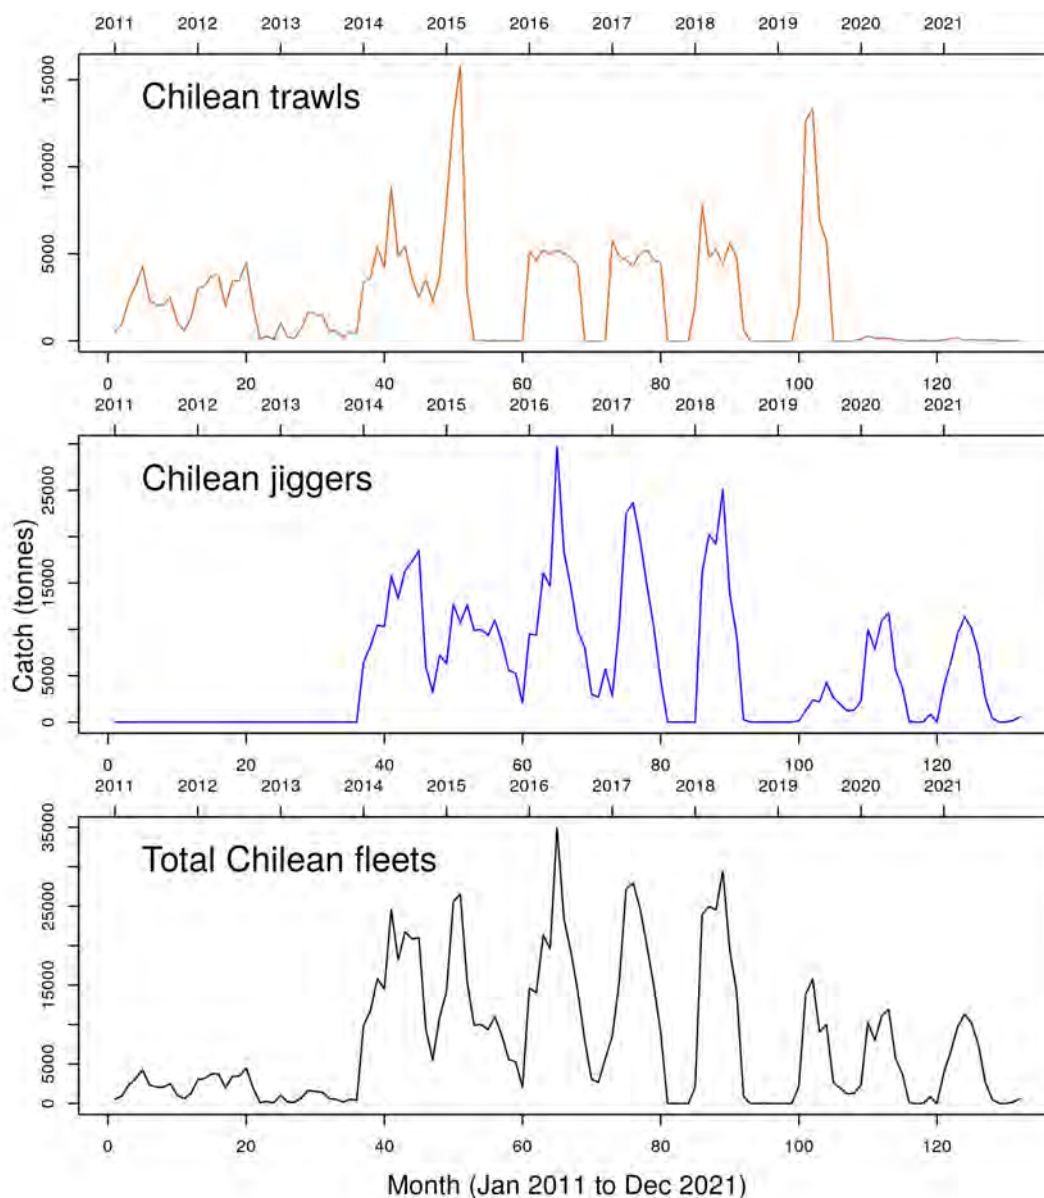 2011 2012 2013 2014 2015 2016 2017 2018 2019 2020 2021
Chilean trawls
15000
10000
5000
0
0 20 40 60 80 100 120
2011 2012 2013 2014 2015 2016 2017 2018 2019 2020 2021
Chilean jiggers
25000
15000
5000
0
Catch (tonnes)
0 20 40 60 80 100 120
2011 2012 2013 2014 2015 2016 2017 2018 2019 2020 2021
Total Chilean fleets
35000
25000
15000
5000
0
0 20 40 60 80 100 120
Month (Jan 2011 to Dec 2021)